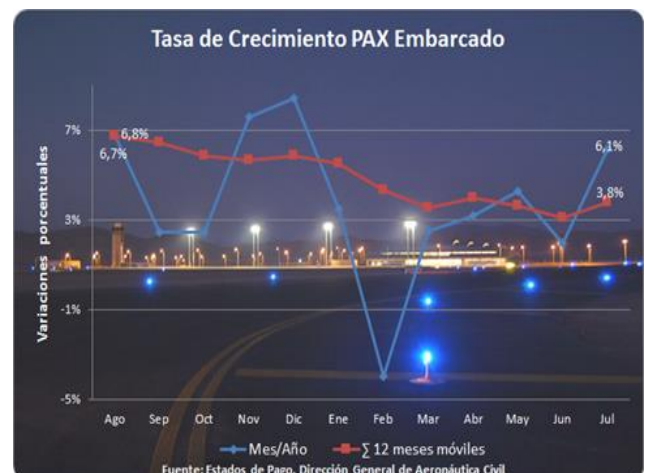 Tasa de Crecimiento PAX Embarcado
Variaciones porcentuales
7%
3%
-1%
-5%
6,8%
6,7%
6,1%
3,8%
Ago Sep Oct Nov Dic Ene Feb Mar Abr May Jun Jul
Mes/Año ∑ 12 meses móviles
Fuente: Estados de Pago, Dirección General de Aeronáutica Civil